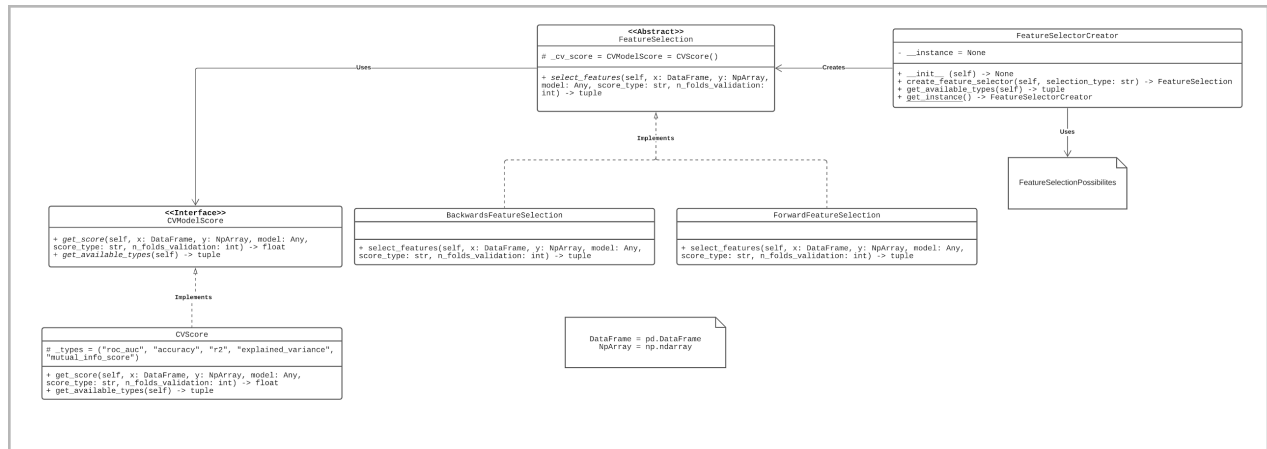 <<Abstract>>
FeatureSelection
# _cv_score = CVModelScore = CVScore()
+ select_features(self, x: DataFrame, y: NpArray,
model: Any, score_type: str, n_folds_validation:
int) -> tuple
FeatureSelectorCreator
- __instance = None
+ __init__ (self) -> None
+ create_feature_selector(self, selection_type: str) -> FeatureSelection
+ get_available_types(self) -> tuple
+ get_instance() -> FeatureSelectorCreator
Uses
Creates
Uses
Implements
FeatureSelectionPossibilites
<<Interface>>
CVModelScore
+ get_score(self, x: DataFrame, y: NpArray, model: Any,
score_type: str, n_folds_validation: int) -> float
+ get_available_types(self) -> tuple
BackwardsFeatureSelection
+ select_features(self, x: DataFrame, y: NpArray, model: Any,
score_type: str, n_folds_validation: int) -> tuple
ForwardFeatureSelection
+ select_features(self, x: DataFrame, y: NpArray, model: Any,
score_type: str, n_folds_validation: int) -> tuple
Implements
CVScore
# _types = ("roc_auc", "accuracy", "r2", "explained_variance",
"mutual_info_score")
+ get_score(self, x: DataFrame, y: NpArray, model: Any,
score_type: str, n_folds_validation: int) -> float
+ get_available_types(self) -> tuple
DataFrame = pd.DataFrame
NpArray = np.ndarray